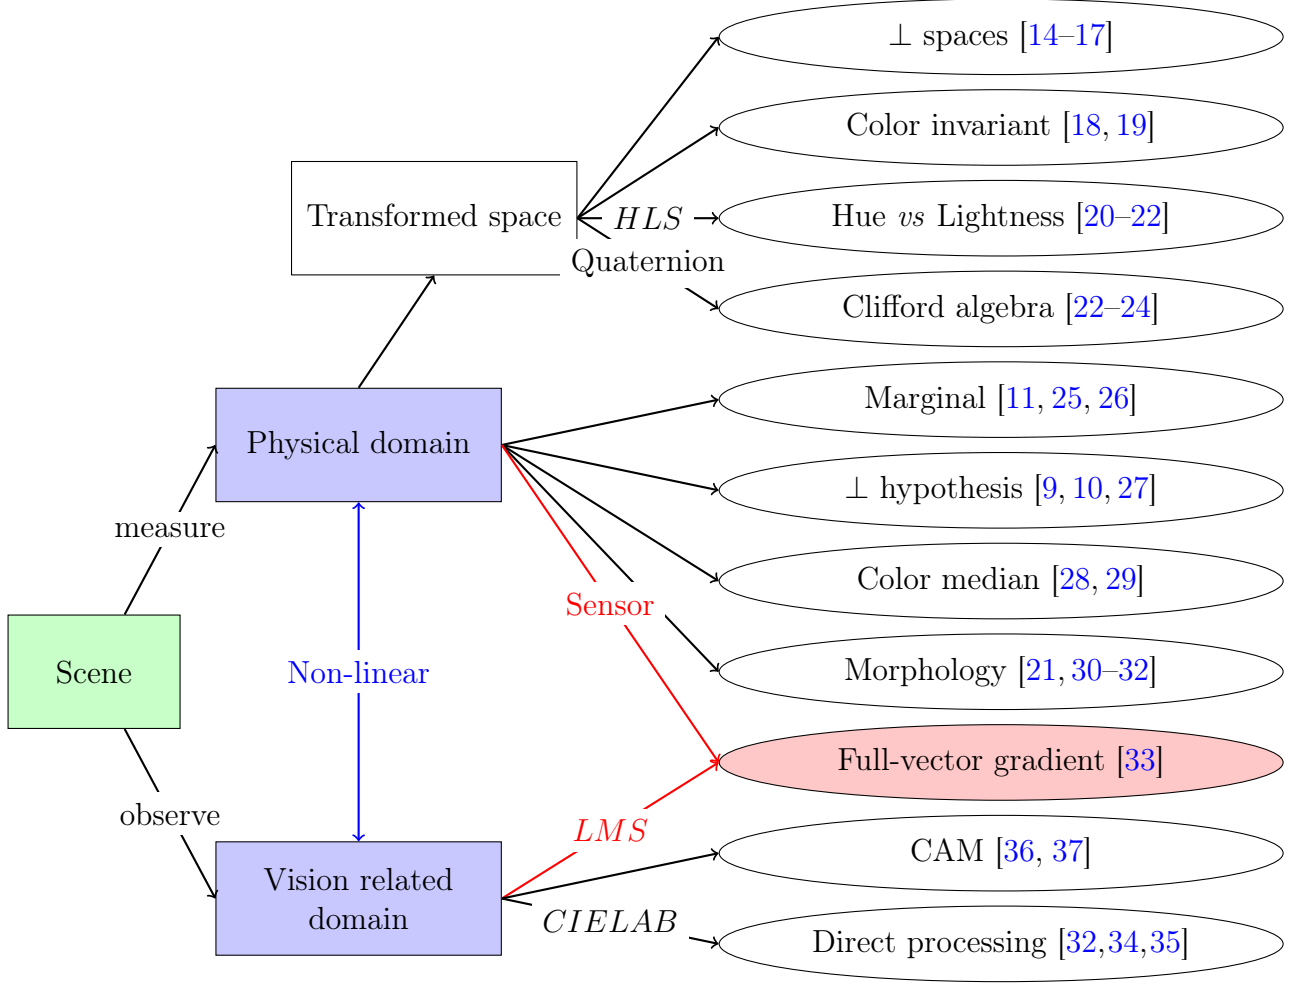 ⊥ spaces [14–17]
Color invariant [18, 19]
Transformed space
HLS
Hue vs Lightness [20–22]
Quaternion
Clifford algebra [22–24]
Marginal [11, 25, 26]
Physical domain
⊥ hypothesis [9, 10, 27]
measure
Color median [28, 29]
Sensor
Scene
Non-linear
Morphology [21, 30–32]
Full-vector gradient [33]
observe
LMS
CAM [36, 37]
Vision related
domain
CIELAB
Direct processing [32,34,35]